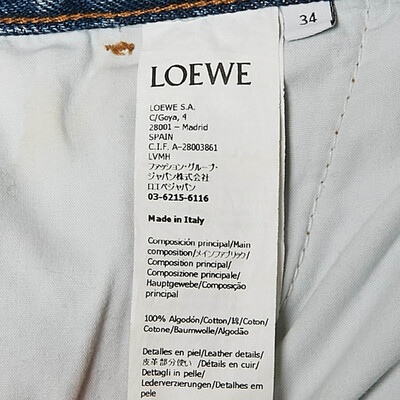 34
LOEWE
LOEWE S.A.
C/Goya, 4
28001 – Madrid
SPAIN
C.I.F. A-28003861
LVMH
ファッション・グループ・
ジャパン株式会社
ロエベジャパン
03-6215-6116
Made in Italy
Composición principal/Main
composition/メインファブリック/
Composition principal/
Composizione principale/
Hauptgewebe/Composação
principal
100% Algodón/Cotton/綿/Coton/
Cotone/Baumwolle/Algodão
Detalles en piel/Leather details/
皮革部分使い /Détails en cuir/
Dettagli in pelle/
Lederverzierungen/Detalhes em
pele